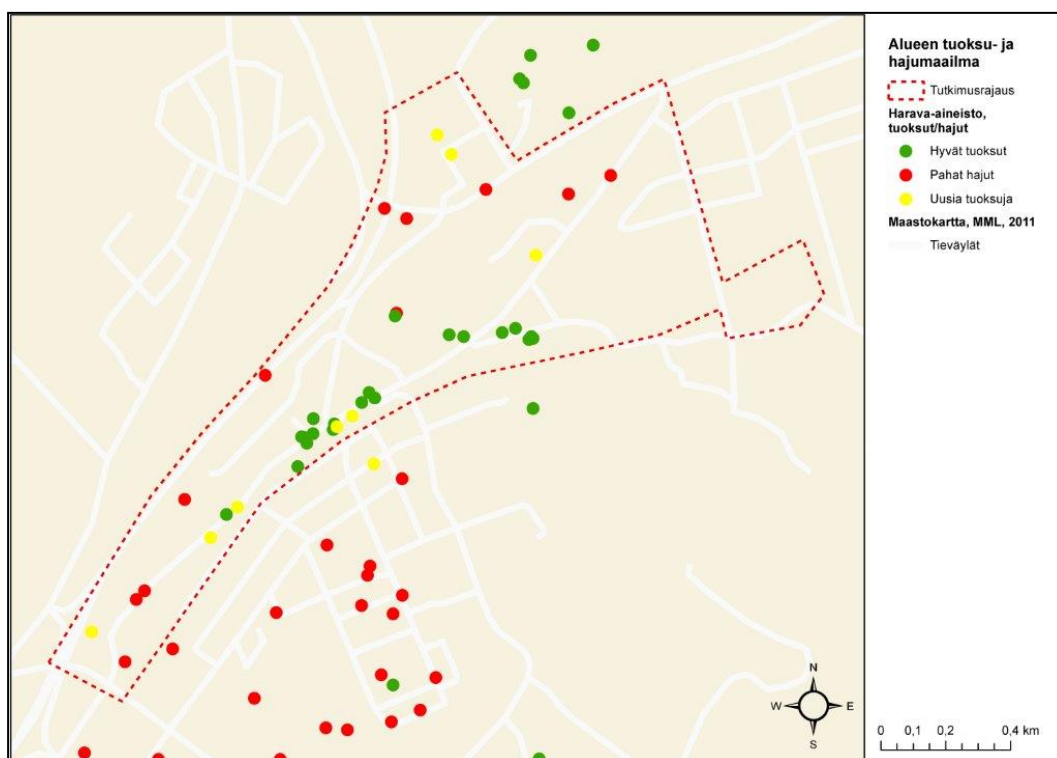 Alueen tuoksu- ja
hajumaailma
Tutkimusrajaus
Harava-aineisto,
tuoksut/hajut
Hyvät tuoksut
Pahat hajut
Uusia tuoksuja
Maastokartta, MML, 2011
Tieväylät
N
W E
S
0 0,1 0,2 0,4 km